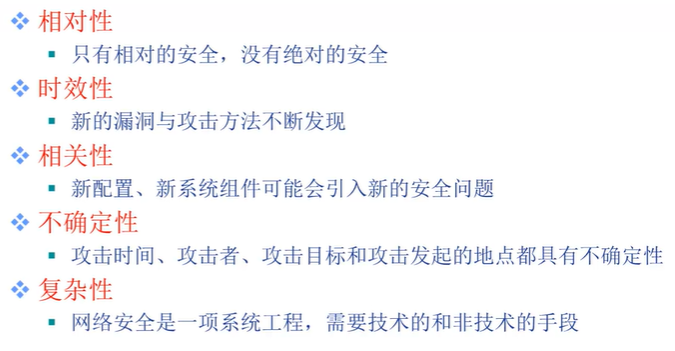 相对性
只有相对的安全，没有绝对的安全
时效性
新的漏洞与攻击方法不断发现
相关性
新配置、新系统组件可能会引入新的安全问题
不确定性
攻击时间、攻击者、攻击目标和攻击发起的地点都具有不确定性
复杂性
网络安全是一项系统工程，需要技术的和非技术的手段